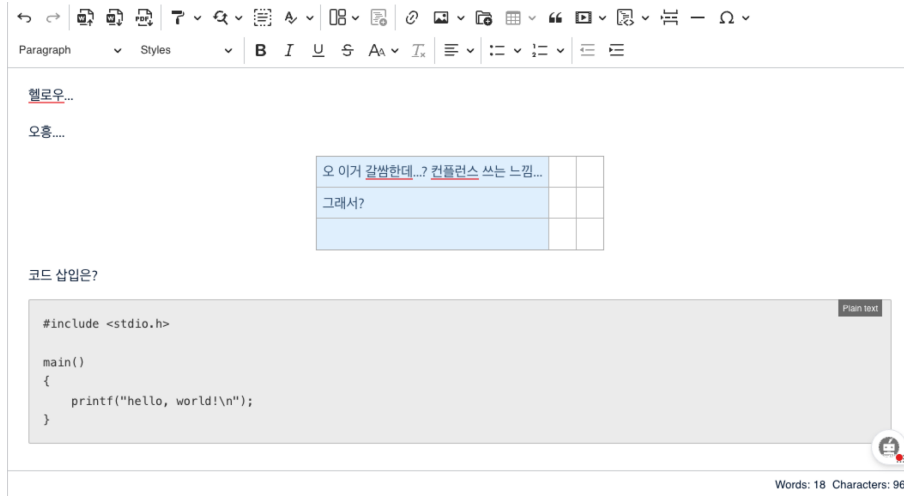 Paragraph Styles
헬로우...
오흥....
오 이거 갈쌈한데...? 컨플런스 쓰는 느낌...
그래서?
코드 삽입은?
Plain text
#include <stdio.h>
main()
{
    printf("hello, world!\n");
}
Words: 18 Characters: 96